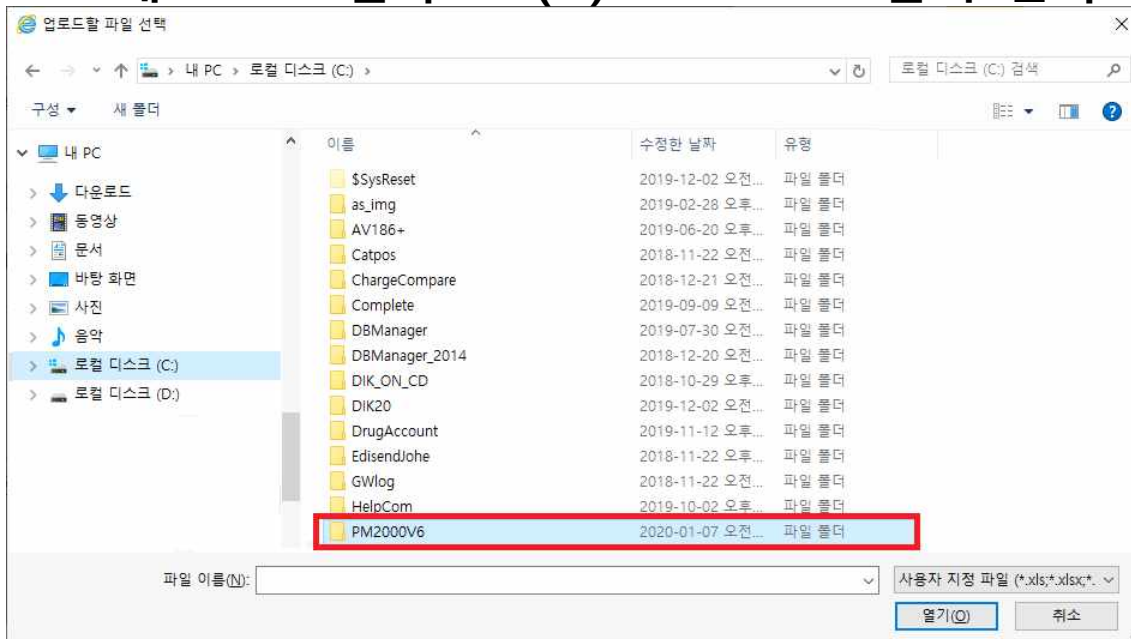 업로드할 파일 선택
내 PC > 로컬 디스크 (C:) >
로컬 디스크 (C:) 검색
구성 새 폴더
이름 수정한 날짜 유형
내 PC
다운로드
동영상
문서
바탕 화면
사진
음악
로컬 디스크 (C:)
로컬 디스크 (D:)
$SysReset 2019-12-02 오전... 파일 폴더
as_img 2019-02-28 오후... 파일 폴더
AV186+ 2019-06-20 오후... 파일 폴더
Catpos 2018-11-22 오전... 파일 폴더
ChargeCompare 2018-12-21 오전... 파일 폴더
Complete 2019-09-09 오전... 파일 폴더
DBManager 2019-07-30 오전... 파일 폴더
DBManager_2014 2018-12-20 오전... 파일 폴더
DIK_ON_CD 2018-10-29 오후... 파일 폴더
DIK20 2019-12-02 오전... 파일 폴더
DrugAccount 2019-11-12 오후... 파일 폴더
EdisendJohe 2018-11-22 오후... 파일 폴더
GWlog 2018-11-22 오전... 파일 폴더
HelpCom 2019-10-02 오후... 파일 폴더
PM2000V6 2020-01-07 오전... 파일 폴더
파일 이름(N):
사용자 지정 파일 (*.xls;*.xlsx;*.
열기(O) 취소